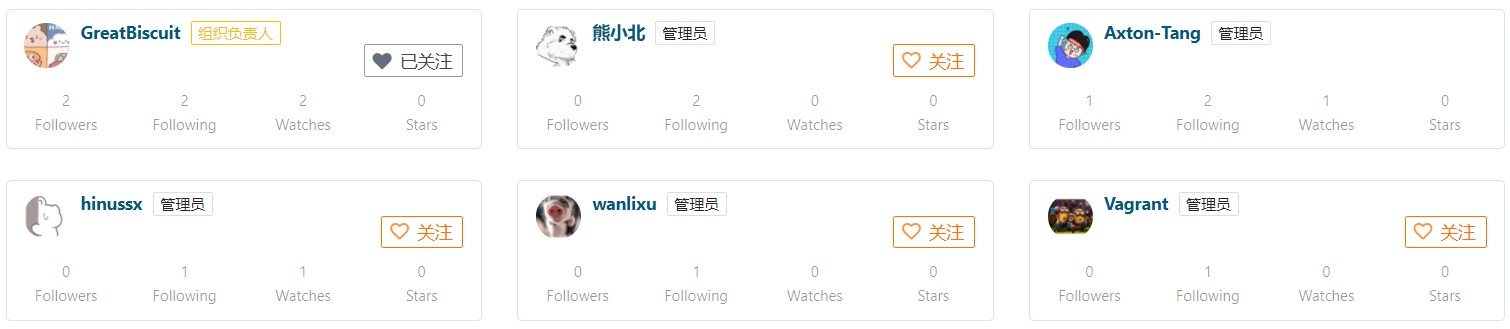 GreatBiscuit 组织负责人
已关注
2 2 2 0
Followers Following Watches Stars
熊小北 管理员
关注
0 2 0 0
Followers Following Watches Stars
Axton-Tang 管理员
1 2 1 0
Followers Following Watches Stars
hinussx 管理员
关注
0 1 1 0
Followers Following Watches Stars
wanlixu 管理员
关注
0 1 0 0
Followers Following Watches Stars
Vagrant 管理员
关注
0 1 0 0
Followers Following Watches Stars